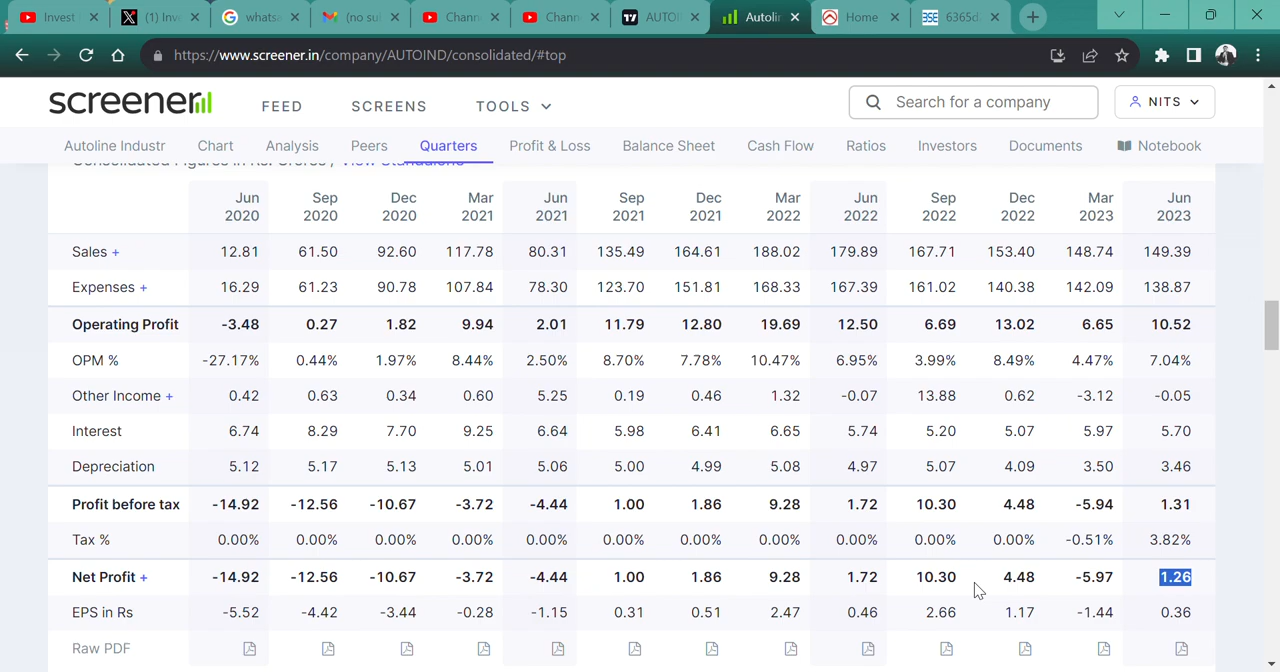 Invest
(1) Inv
whats
(no su
Chann
Chann
AUTOI
Autolin
Home
6365d
https://www.screener.in/company/AUTOIND/consolidated/#top
screener
FEED SCREENS TOOLS
Search for a company
NITS
Autoline Industr Chart Analysis Peers Quarters Profit & Loss Balance Sheet Cash Flow Ratios Investors Documents Notebook
Consolidated Figures in Rs. Crores / View Standalone
Jun Sep Dec Mar Jun Sep Dec Mar Jun Sep Dec Mar Jun
2020 2020 2020 2021 2021 2021 2021 2022 2022 2022 2022 2023 2023
Sales + 12.81 61.50 92.60 117.78 80.31 135.49 164.61 188.02 179.89 167.71 153.40 148.74 149.39
Expenses + 16.29 61.23 90.78 107.84 78.30 123.70 151.81 168.33 167.39 161.02 140.38 142.09 138.87
Operating Profit -3.48 0.27 1.82 9.94 2.01 11.79 12.80 19.69 12.50 6.69 13.02 6.65 10.52
OPM % -27.17% 0.44% 1.97% 8.44% 2.50% 8.70% 7.78% 10.47% 6.95% 3.99% 8.49% 4.47% 7.04%
Other Income + 0.42 0.63 0.34 0.60 5.25 0.19 0.46 1.32 -0.07 13.88 0.62 -3.12 -0.05
Interest 6.74 8.29 7.70 9.25 6.64 5.98 6.41 6.65 5.74 5.20 5.07 5.97 5.70
Depreciation 5.12 5.17 5.13 5.01 5.06 5.00 4.99 5.08 4.97 5.07 4.09 3.50 3.46
Profit before tax -14.92 -12.56 -10.67 -3.72 -4.44 1.00 1.86 9.28 1.72 10.30 4.48 -5.94 1.31
Tax % 0.00% 0.00% 0.00% 0.00% 0.00% 0.00% 0.00% 0.00% 0.00% 0.00% 0.00% -0.51% 3.82%
Net Profit + -14.92 -12.56 -10.67 -3.72 -4.44 1.00 1.86 9.28 1.72 10.30 4.48 -5.97 1.26
EPS in Rs -5.52 -4.42 -3.44 -0.28 -1.15 0.31 0.51 2.47 0.46 2.66 1.17 -1.44 0.36
Raw PDF